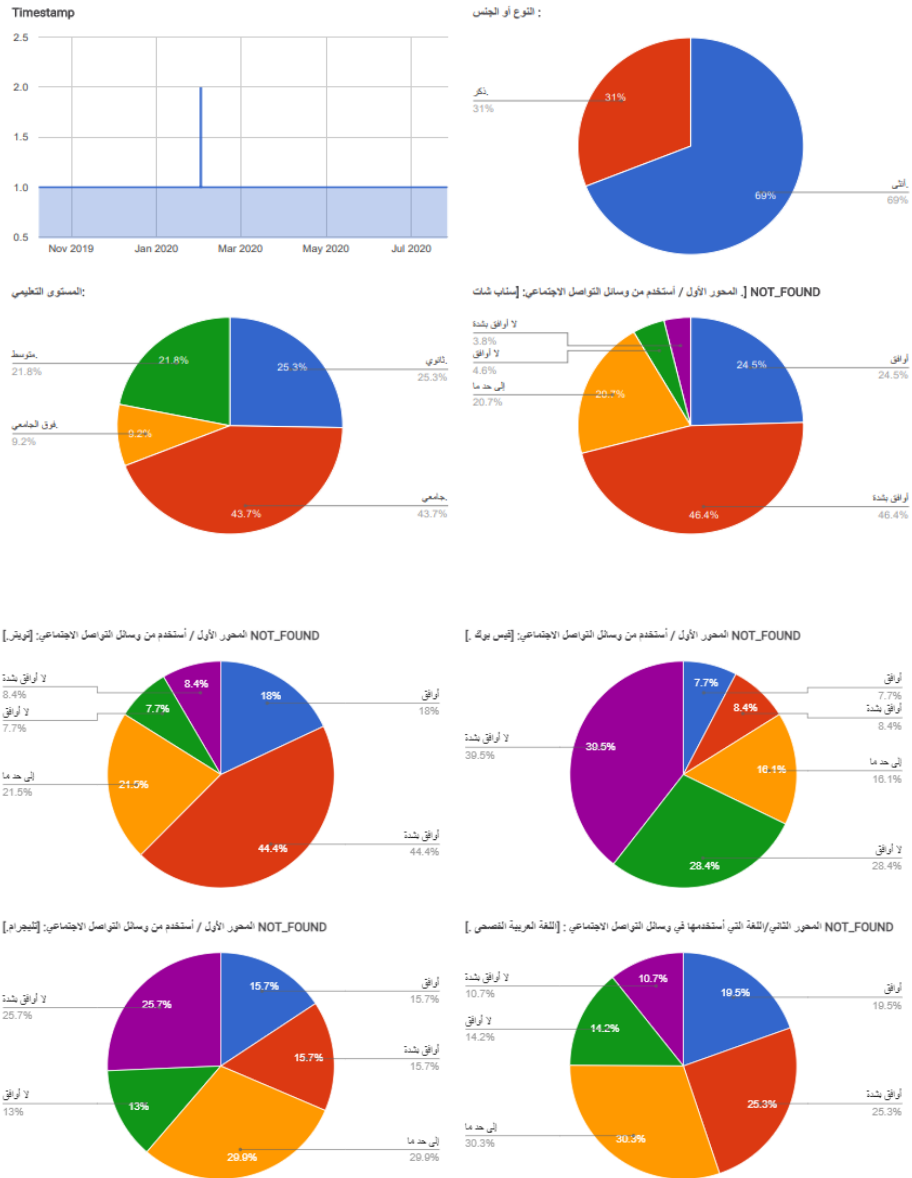 Timestamp
2.5
2.0
1.5
1.0
0.5
Nov 2019
Jan 2020
Mar 2020
May 2020
Jul 2020
النوع أو الجنس :
ذكر.
31%
31%
69%
أنثى.
69%
المستوى التعليمي:
متوسط.
21.8%
فوق الجامعي.
9.2%
21.8%
25.3%
9.2%
43.7%
ثانوي.
25.3%
جامعي.
43.7%
NOT_FOUND [. المحور الأول / أستخدم من وسائل التواصل الاجتماعي: [سناب شات
لا أوافق بشدة
3.8%
لا أوافق
4.6%
إلى حد ما
20.7%
24.5%
20.7%
46.4%
أوافق
24.5%
أوافق بشدة
46.4%
NOT_FOUND المحور الأول / أستخدم من وسائل التواصل الاجتماعي: [تويتر.]
لا أوافق بشدة
8.4%
لا أوافق
7.7%
إلى حد ما
21.5%
8.4%
18%
7.7%
21.5%
44.4%
أوافق
18%
أوافق بشدة
44.4%
NOT_FOUND المحور الأول / أستخدم من وسائل التواصل الاجتماعي: [فيس بوك .]
لا أوافق بشدة
39.5%
7.7%
8.4%
39.5%
16.1%
28.4%
أوافق
7.7%
أوافق بشدة
8.4%
إلى حد ما
16.1%
لا أوافق
28.4%
NOT_FOUND المحور الأول / أستخدم من وسائل التواصل الاجتماعي: [تليجرام.]
لا أوافق بشدة
25.7%
لا أوافق
13%
25.7%
15.7%
15.7%
13%
29.9%
أوافق
15.7%
أوافق بشدة
15.7%
إلى حد ما
29.9%
NOT_FOUND المحور الثاني/اللغة التي أستخدمها في وسائل التواصل الاجتماعي : [اللغة العربية الفصحى .]
لا أوافق بشدة
10.7%
لا أوافق
14.2%
إلى حد ما
30.3%
10.7%
19.5%
14.2%
25.3%
30.3%
أوافق
19.5%
أوافق بشدة
25.3%